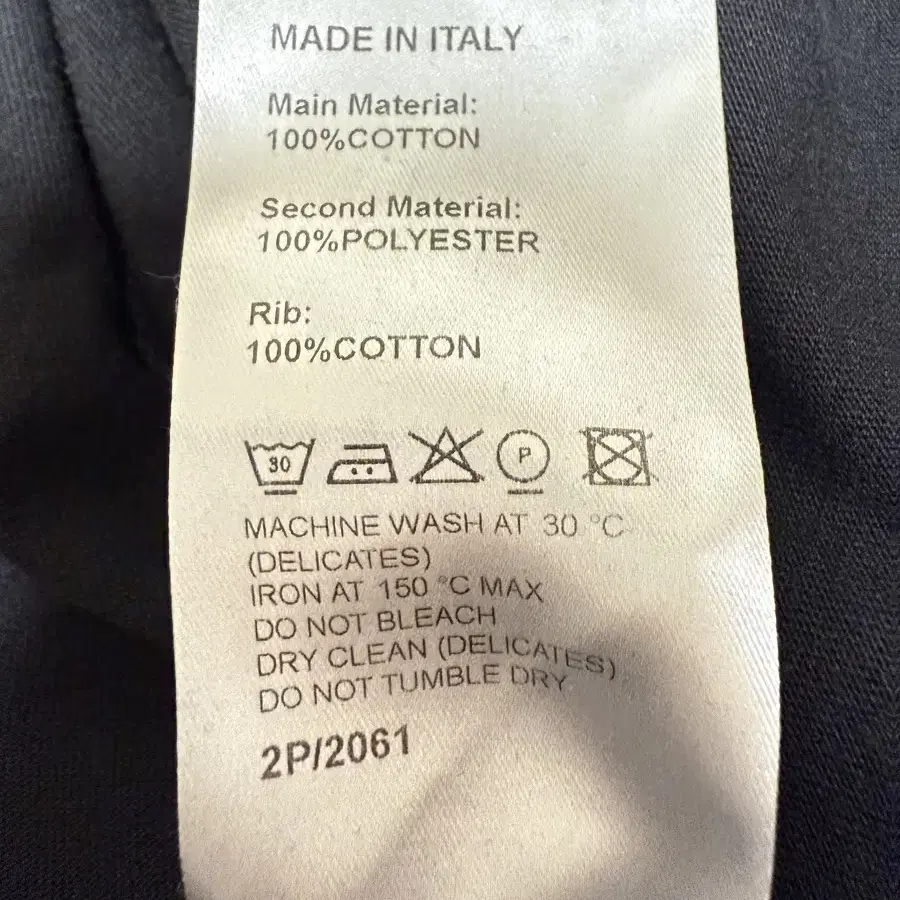 MADE IN ITALY
Main Material:
100%COTTON
Second Material:
100%POLYESTER
Rib:
100%COTTON
30 P
MACHINE WASH AT 30 °C
(DELICATES)
IRON AT 150 °C MAX
DO NOT BLEACH
DRY CLEAN (DELICATES)
DO NOT TUMBLE DRY
2P/2061